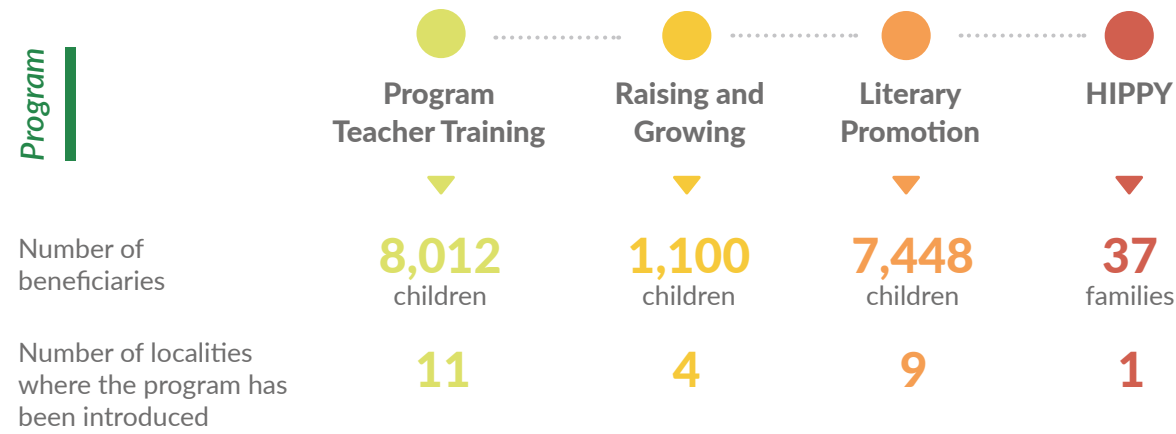 Program
Program
Teacher Training
Raising and
Growing
Literary
Promotion
HIPPY
Number of
beneficiaries
8,012
children
1,100
children
7,448
children
37
families
Number of localities
where the program has
been introduced
11
4
9
1